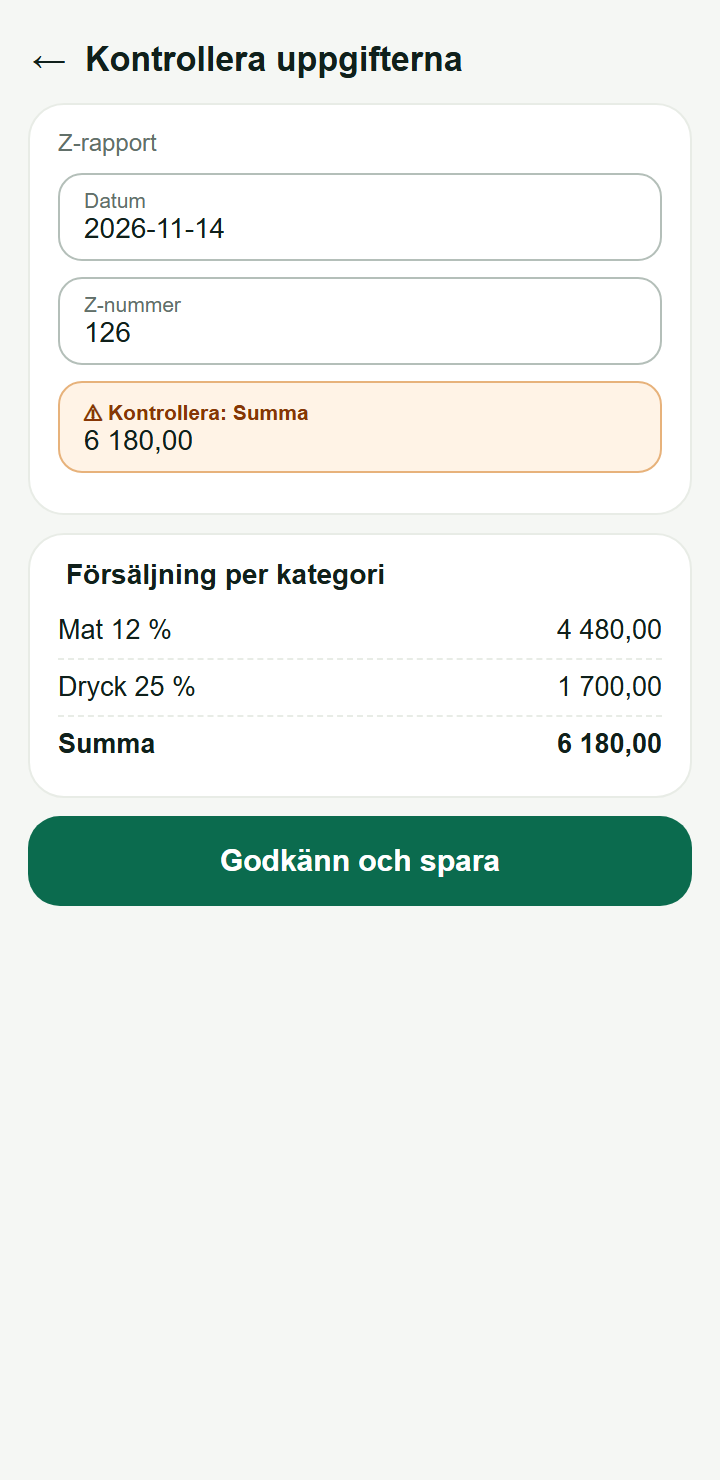 ← Kontrollera uppgifterna
Z-rapport
Datum
2026-11-14
Z-nummer
126
⚠ Kontrollera: Summa
6 180,00
Försäljning per kategori
Mat 12 % 4 480,00
Dryck 25 % 1 700,00
Summa 6 180,00
Godkänn och spara